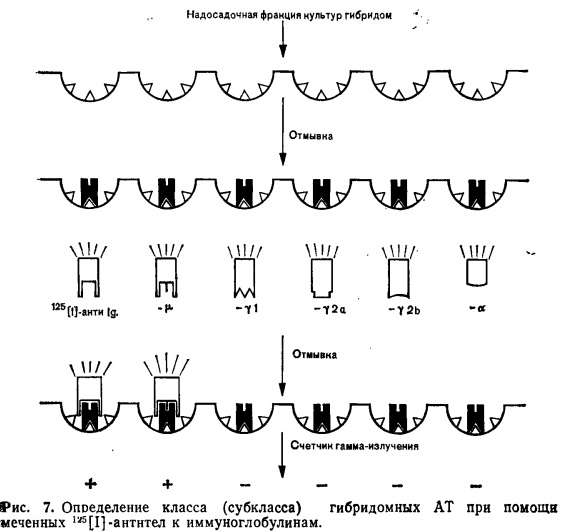 Надосадочная фракция культур гибридом
Отмывка
125[I]-анти Ig. -μ -γ1 -γ2a -γ2b -α
Отмывка
Счетчик гамма-излучения
+ + − − − −
Рис. 7. Определение класса (субкласса) гибридомных АТ при помощи
меченных 125[I]-антнтел к иммуноглобулинам.